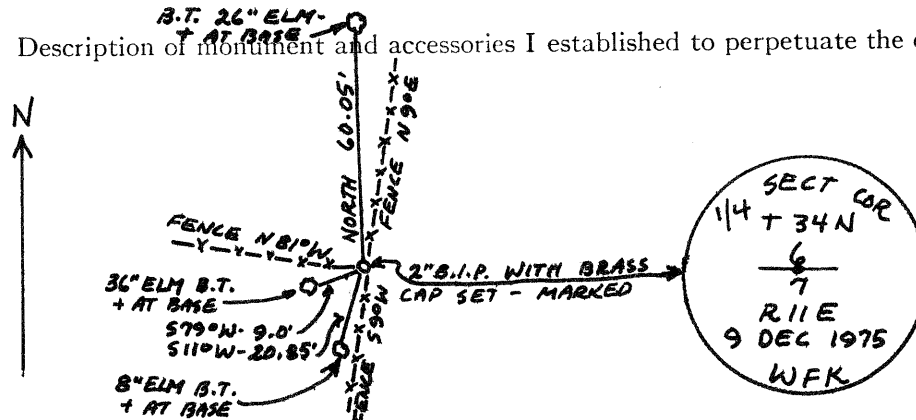 B.T. 26" ELM-
+ AT BASE
Description of monument and accessories I established to perpetuate the
N
NORTH 60.05'
FENCE N9°E
FENCE N81°W
36" ELM B.T.
+ AT BASE
S79°W- 9.0'
S11°W-20.85'
8" ELM B.T.
+ AT BASE
FENCE S9°W
2" B.I.P. WITH BRASS
CAP SET - MARKED
SECT COR
1/4 T 34 N
6
7
R 11 E
9 DEC 1975
WFK